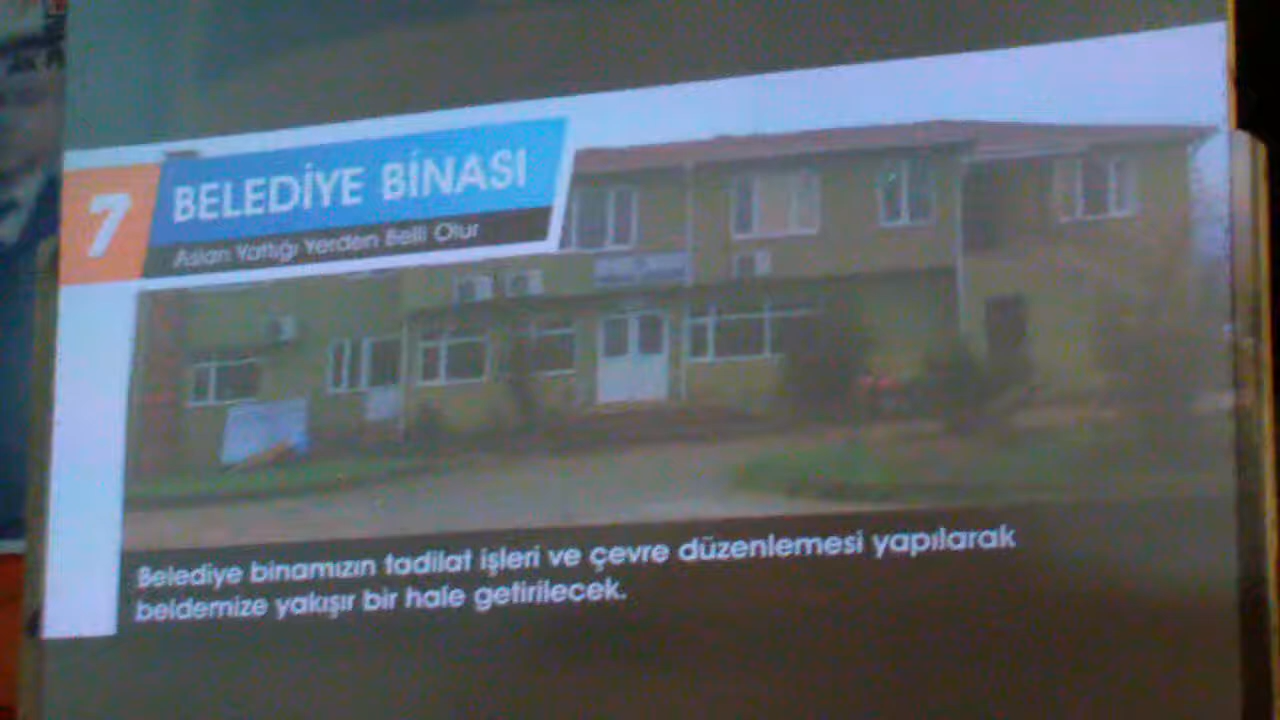 7
BELEDİYE BİNASI
Aslan Yattığı Yerden Belli Olur
Belediye binamızın tadilat işleri ve çevre düzenlemesi yapılarak
beldemize yakışır bir hale getirilecek.